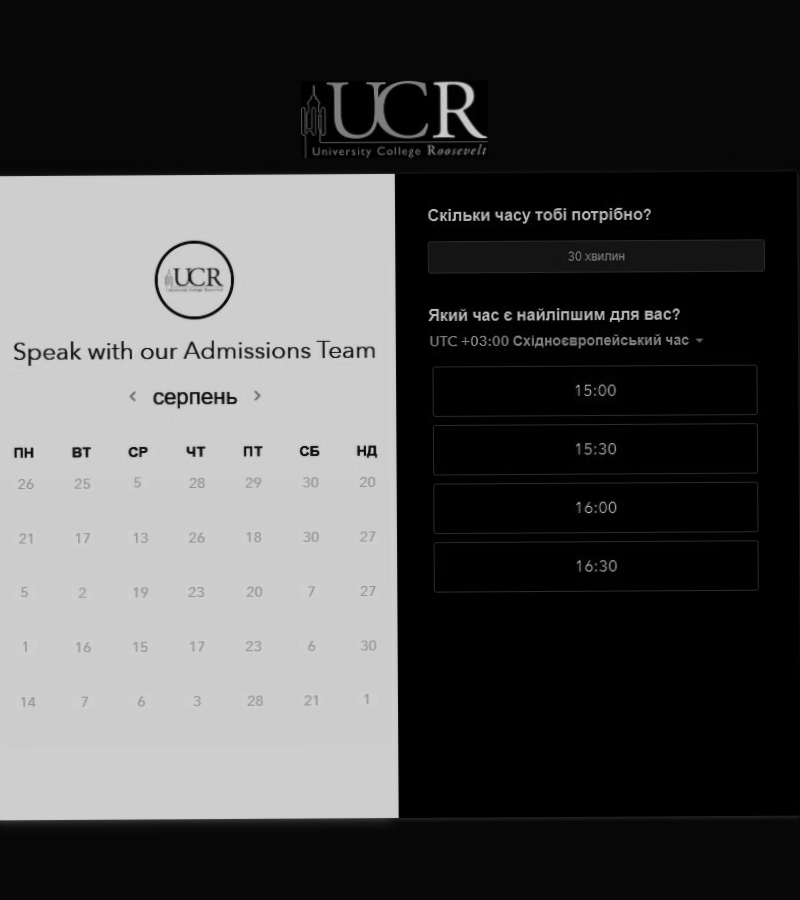 UCR
University College Roosevelt
UCR
University College Roosevelt
Speak with our Admissions Team
серпень
ПН ВТ СР ЧТ ПТ СБ НД
26 25 5 28 29 30 20
21 17 13 26 18 30 27
5 2 19 23 20 7 27
1 16 15 17 23 6 30
14 7 6 3 28 21 1
Скільки часу тобі потрібно?
30 хвилин
Який час є найліпшим для вас?
UTC +03:00 Східноєвропейський час
15:00
15:30
16:00
16:30